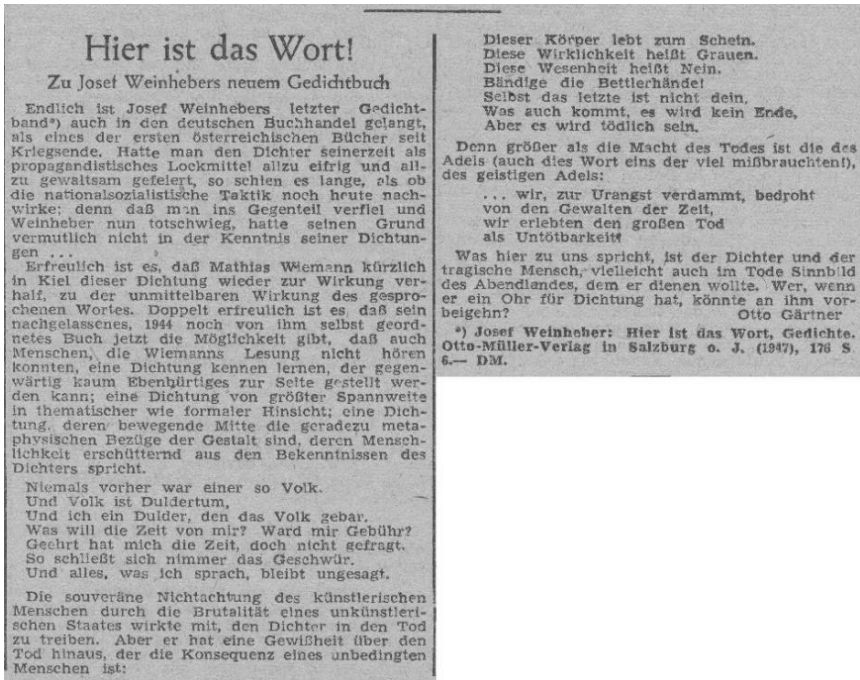 Hier ist das Wort!
Zu Josef Weinhebers neuem Gedichtbuch
Endlich ist Josef Weinhebers letzter Gedicht-
band*) auch in den deutschen Buchhandel gelangt,
als eines der ersten österreichischen Bücher seit
Kriegsende. Hatte man den Dichter seinerzeit als
propagandistisches Lockmittel allzu eifrig und all-
zu gewaltsam gefeiert, so schien es lange, als ob
die nationalsozialistische Taktik noch heute nach-
wirke; denn daß man ins Gegenteil verfiel und
Weinheber nun totschwieg, hatte seinen Grund
vermutlich nicht in der Kenntnis seiner Dichtun-
gen ...
Erfreulich ist es, daß Mathias Wiemann kürzlich
in Kiel dieser Dichtung wieder zur Wirkung ver-
half, zu der unmittelbaren Wirkung des gespro-
chenen Wortes. Doppelt erfreulich ist es, daß sein
nachgelassenes, 1944 noch von ihm selbst geord-
netes Buch jetzt die Möglichkeit gibt, daß auch
Menschen, die Wiemanns Lesung nicht hören
konnten, eine Dichtung kennen lernen, der gegen-
wärtig kaum Ebenbürtiges zur Seite gestellt wer-
den kann; eine Dichtung von größter Spannweite
in thematischer wie formaler Hinsicht; eine Dich-
tung, deren bewegende Mitte die geradezu meta-
physischen Bezüge der Gestalt sind, deren Mensch-
lichkeit erschütternd aus den Bekenntnissen des
Dichters spricht.
Niemals vorher war einer so Volk.
Und Volk ist Duldertum,
Und ich ein Dulder, den das Volk gebar.
Was will die Zeit von mir? Ward mir Gebühr?
Geehrt hat mich die Zeit, doch nicht gefragt.
So schließt sich nimmer das Geschwür.
Und alles, was ich sprach, bleibt ungesagt.
Die souveräne Nichtachtung des künstlerischen
Menschen durch die Brutalität eines unkünstleri-
schen Staates wirkte mit, den Dichter in den Tod
zu treiben. Aber er hat eine Gewißheit über den
Tod hinaus, der die Konsequenz eines unbedingten
Menschen ist:
Dieser Körper lebt zum Schein.
Diese Wirklichkeit heißt Grauen.
Diese Wesenheit heißt Nein.
Bändige die Bettlerhände!
Selbst das letzte ist nicht dein.
Was auch kommt, es wird kein Ende,
Aber es wird tödlich sein.
Denn größer als die Macht des Todes ist die des
Adels (auch dies Wort eins der viel mißbrauchten!),
des geistigen Adels:
... wir, zur Urangst verdammt, bedroht
von den Gewalten der Zeit,
wir erlebten den großen Tod
als Untötbarkeit!
Was hier zu uns spricht, ist der Dichter und der
tragische Mensch, vielleicht auch im Tode Sinnbild
des Abendlandes, dem er dienen wollte. Wer, wenn
er ein Ohr für Dichtung hat, könnte an ihm vor-
beigehn? Otto Gärtner
*) Josef Weinheber: Hier ist das Wort, Gedichte.
Otto-Müller-Verlag in Salzburg o. J. (1947), 176 S.
6.— DM.